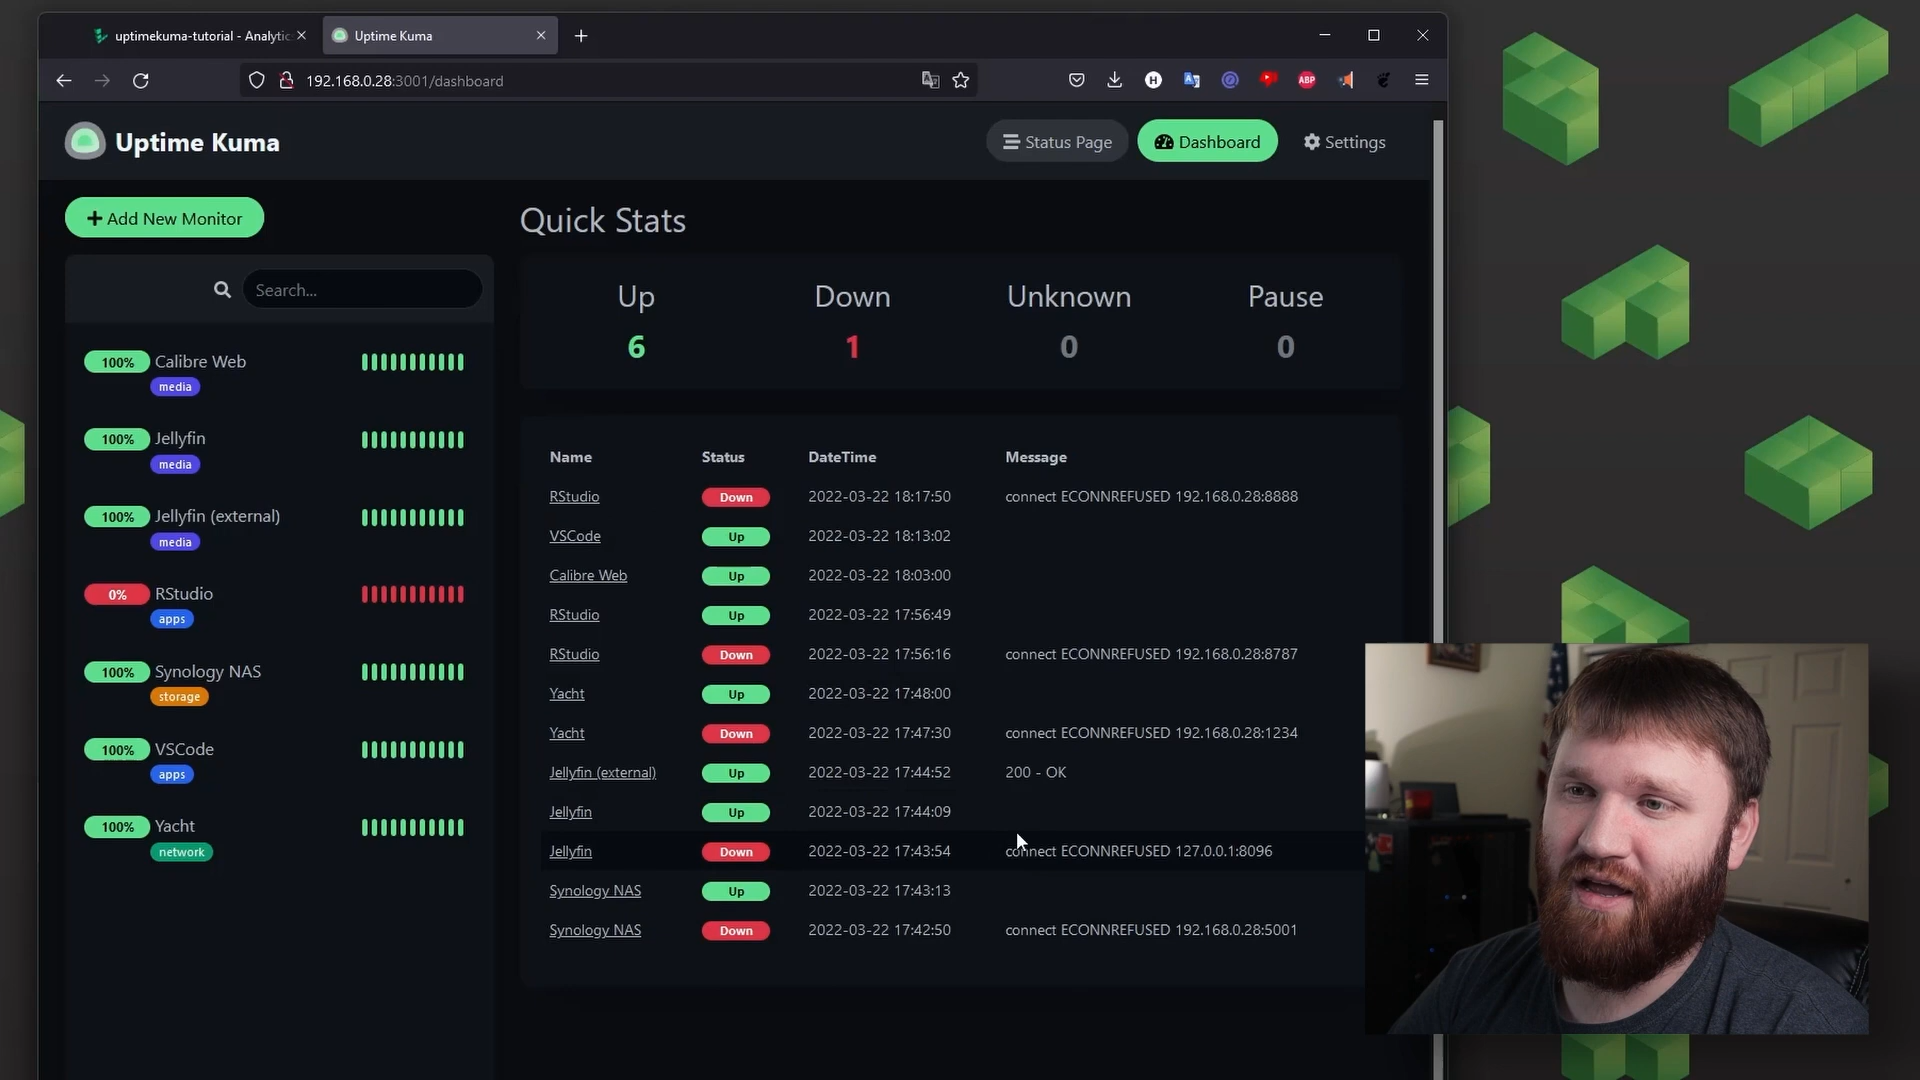 uptimekuma-tutorial - Analytic
Uptime Kuma
192.168.0.28:3001/dashboard
H
ABP
Uptime Kuma
Status Page
Dashboard
Settings
Add New Monitor
Search...
100% Calibre Web
media
100% Jellyfin
media
100% Jellyfin (external)
media
0% RStudio
apps
100% Synology NAS
storage
100% VSCode
apps
100% Yacht
network
Quick Stats
Up Down Unknown Pause
6 1 0 0
Name Status DateTime Message
RStudio Down 2022-03-22 18:17:50 connect ECONNREFUSED 192.168.0.28:8888
VSCode Up 2022-03-22 18:13:02
Calibre Web Up 2022-03-22 18:03:00
RStudio Up 2022-03-22 17:56:49
RStudio Down 2022-03-22 17:56:16 connect ECONNREFUSED 192.168.0.28:8787
Yacht Up 2022-03-22 17:48:00
Yacht Down 2022-03-22 17:47:30 connect ECONNREFUSED 192.168.0.28:1234
Jellyfin (external) Up 2022-03-22 17:44:52 200 - OK
Jellyfin Up 2022-03-22 17:44:09
Jellyfin Down 2022-03-22 17:43:54 connect ECONNREFUSED 127.0.0.1:8096
Synology NAS Up 2022-03-22 17:43:13
Synology NAS Down 2022-03-22 17:42:50 connect ECONNREFUSED 192.168.0.28:5001